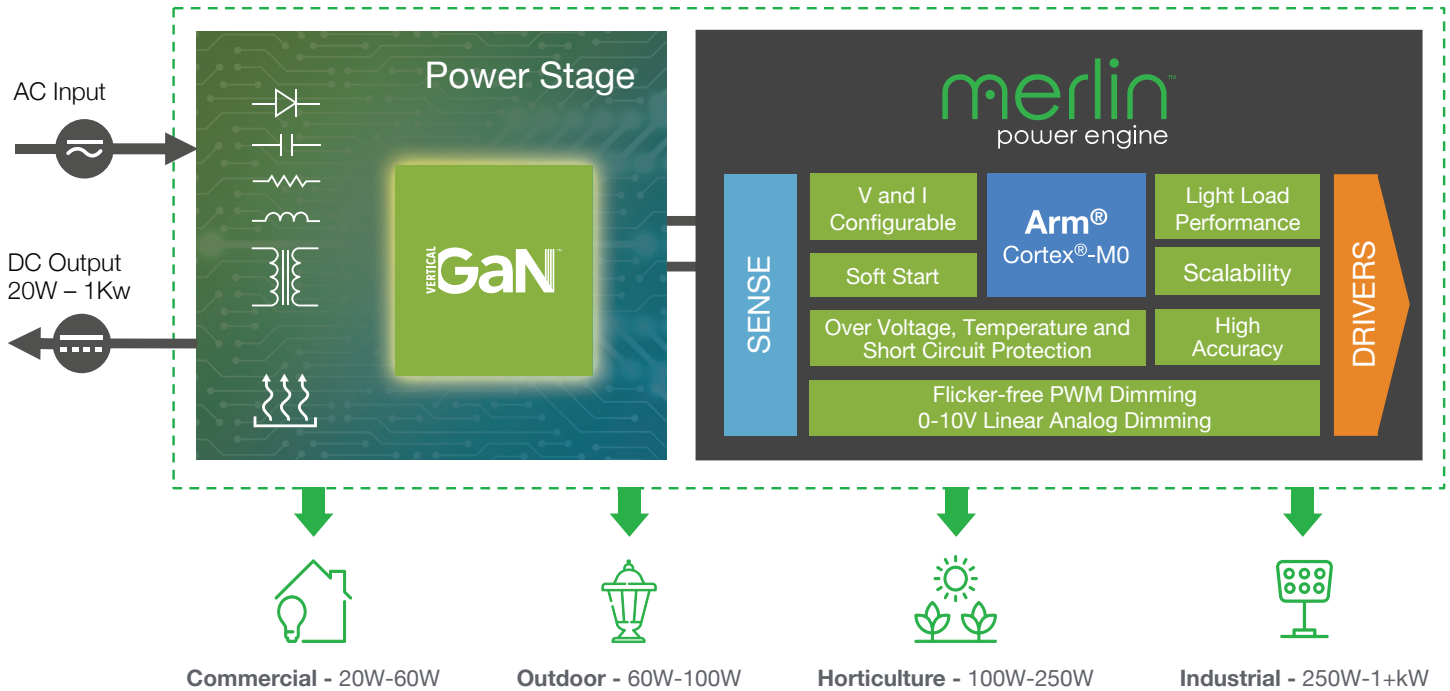 AC Input
DC Output
20W – 1Kw
Power Stage
VERTICAL
GaN™
merlin™
power engine
SENSE
V and I
Configurable
Soft Start
Arm®
Cortex®-M0
Light Load
Performance
Scalability
Over Voltage, Temperature and
Short Circuit Protection
High
Accuracy
Flicker-free PWM Dimming
0-10V Linear Analog Dimming
DRIVERS
Commercial - 20W-60W
Outdoor - 60W-100W
Horticulture - 100W-250W
Industrial - 250W-1+kW